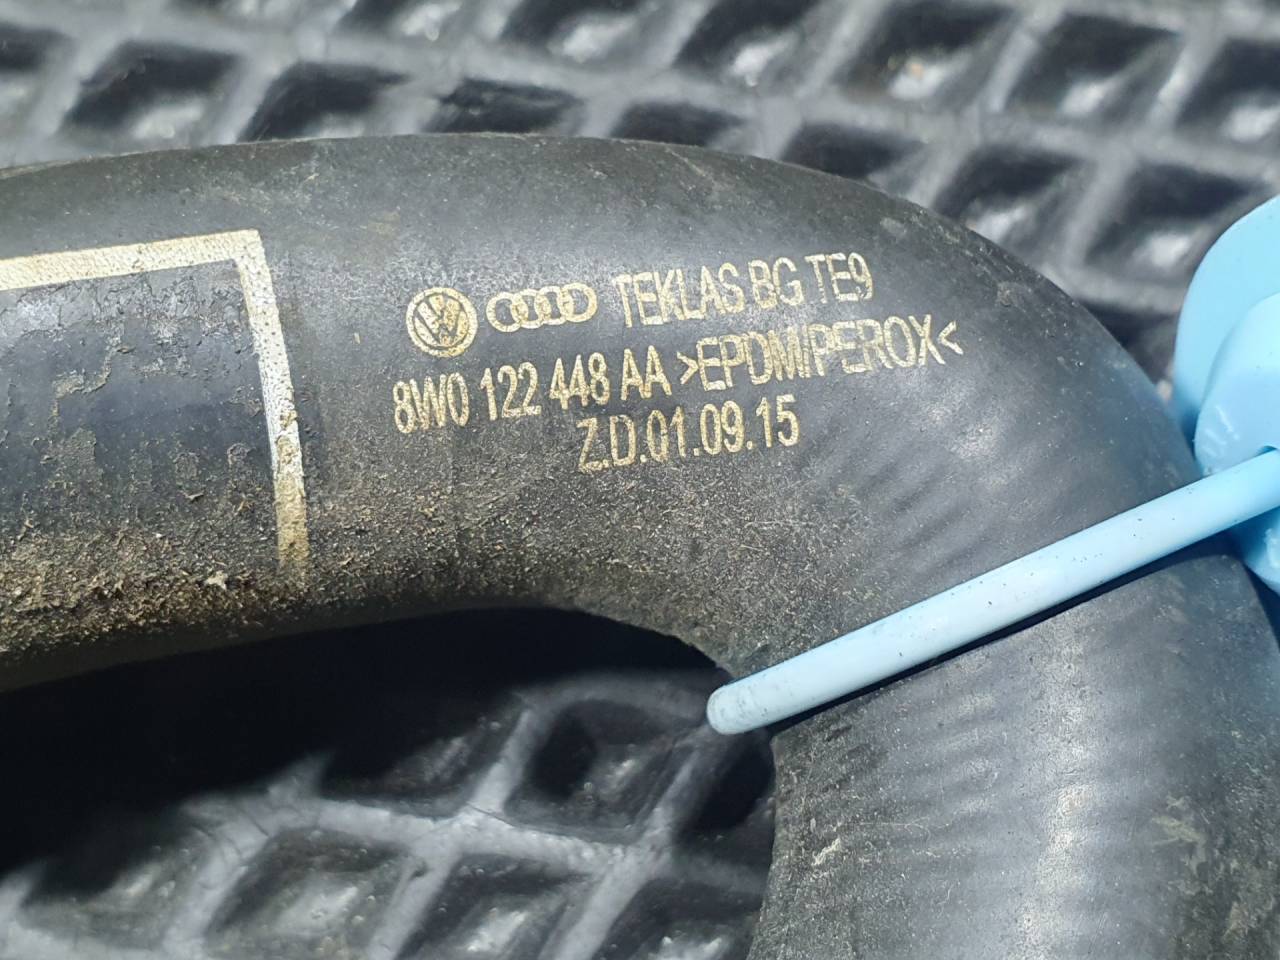 TEKLAS BG TE9
8W0 122 448 AA >EPDM/PEROX<
Z.D.01.09.15